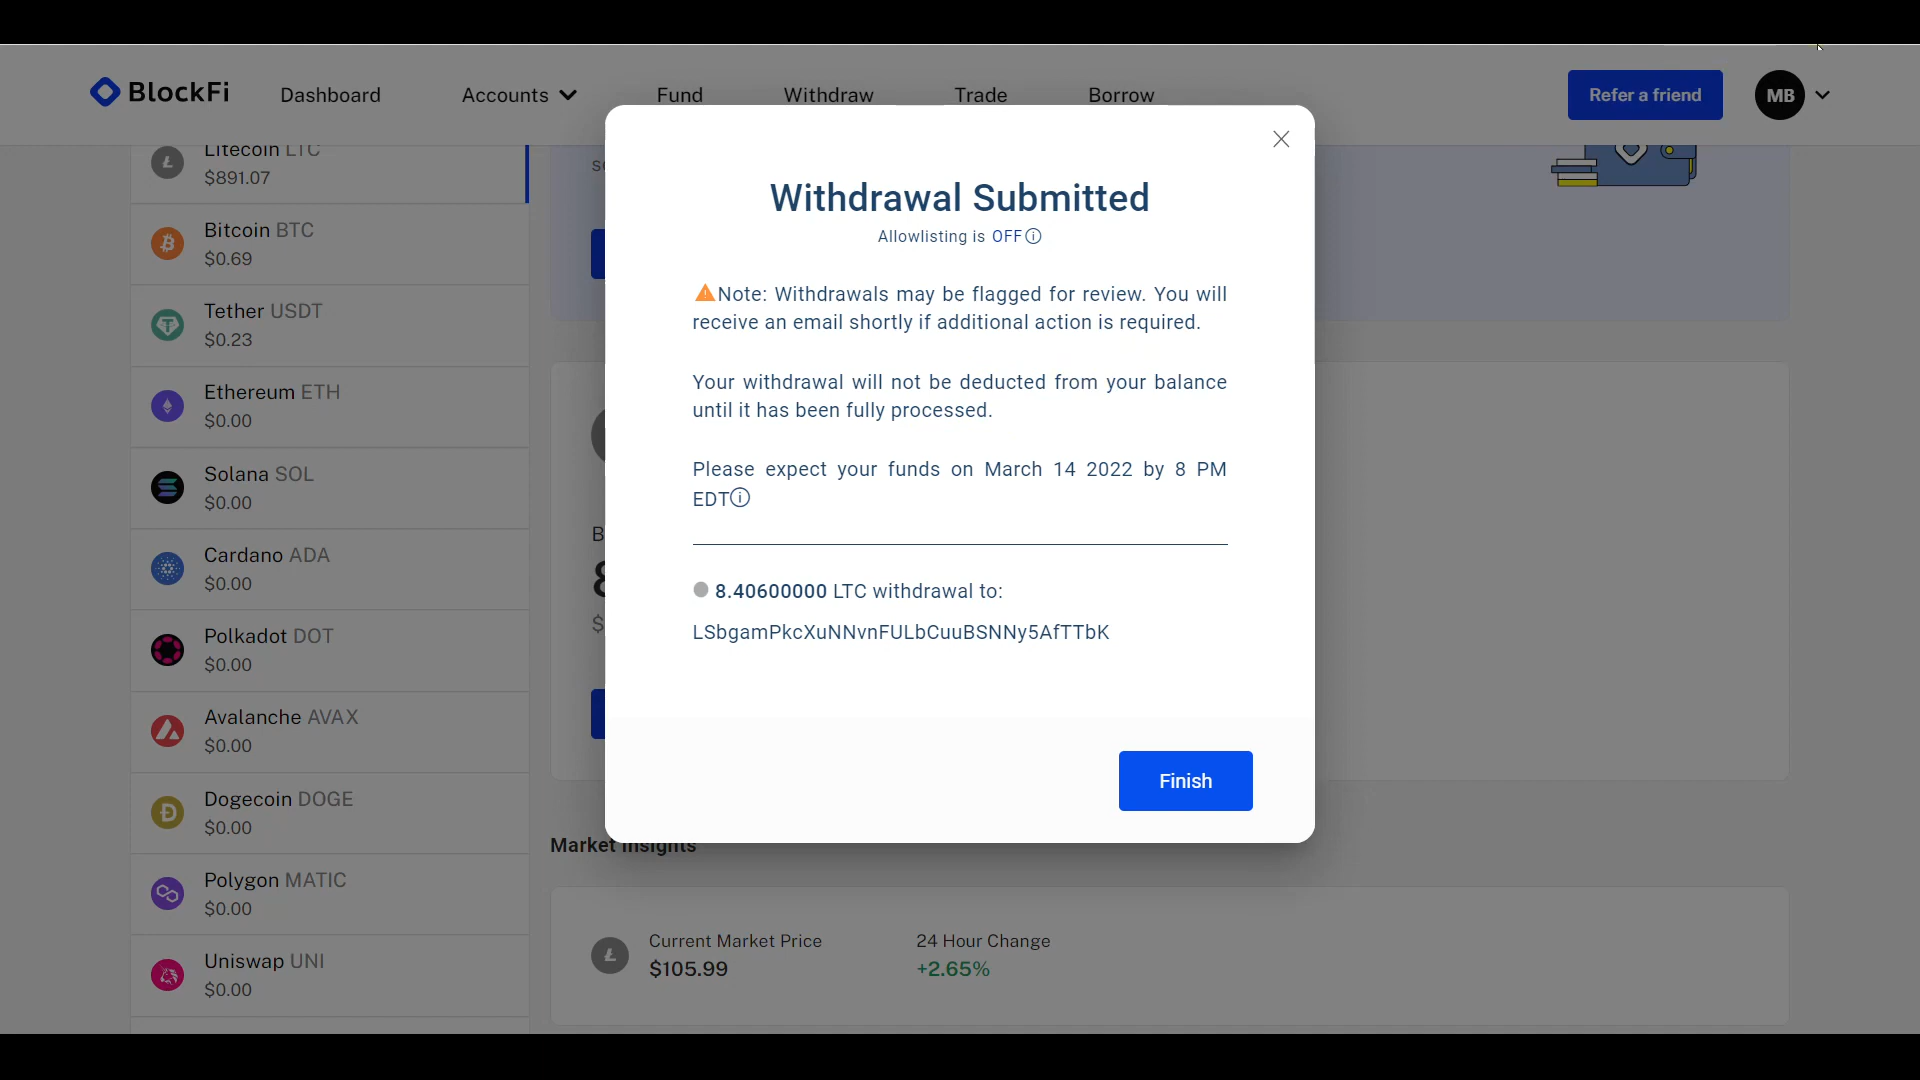 BlockFi
Dashboard
Accounts
Fund
Withdraw
Trade
Borrow
Refer a friend
MB
Litecoin LTC
$891.07
Bitcoin BTC
$0.69
Tether USDT
$0.23
Ethereum ETH
$0.00
Solana SOL
$0.00
Cardano ADA
$0.00
Polkadot DOT
$0.00
Avalanche AVAX
$0.00
Dogecoin DOGE
$0.00
Polygon MATIC
$0.00
Uniswap UNI
$0.00
Withdrawal Submitted
Allowlisting is OFF
Note: Withdrawals may be flagged for review. You will
receive an email shortly if additional action is required.
Your withdrawal will not be deducted from your balance
until it has been fully processed.
Please expect your funds on March 14 2022 by 8 PM
EDT
8.40600000 LTC withdrawal to:
LSbgamPkcXuNNvnFULbCuuBSNNy5AfTTbK
Finish
Market Insights
Current Market Price
$105.99
24 Hour Change
+2.65%